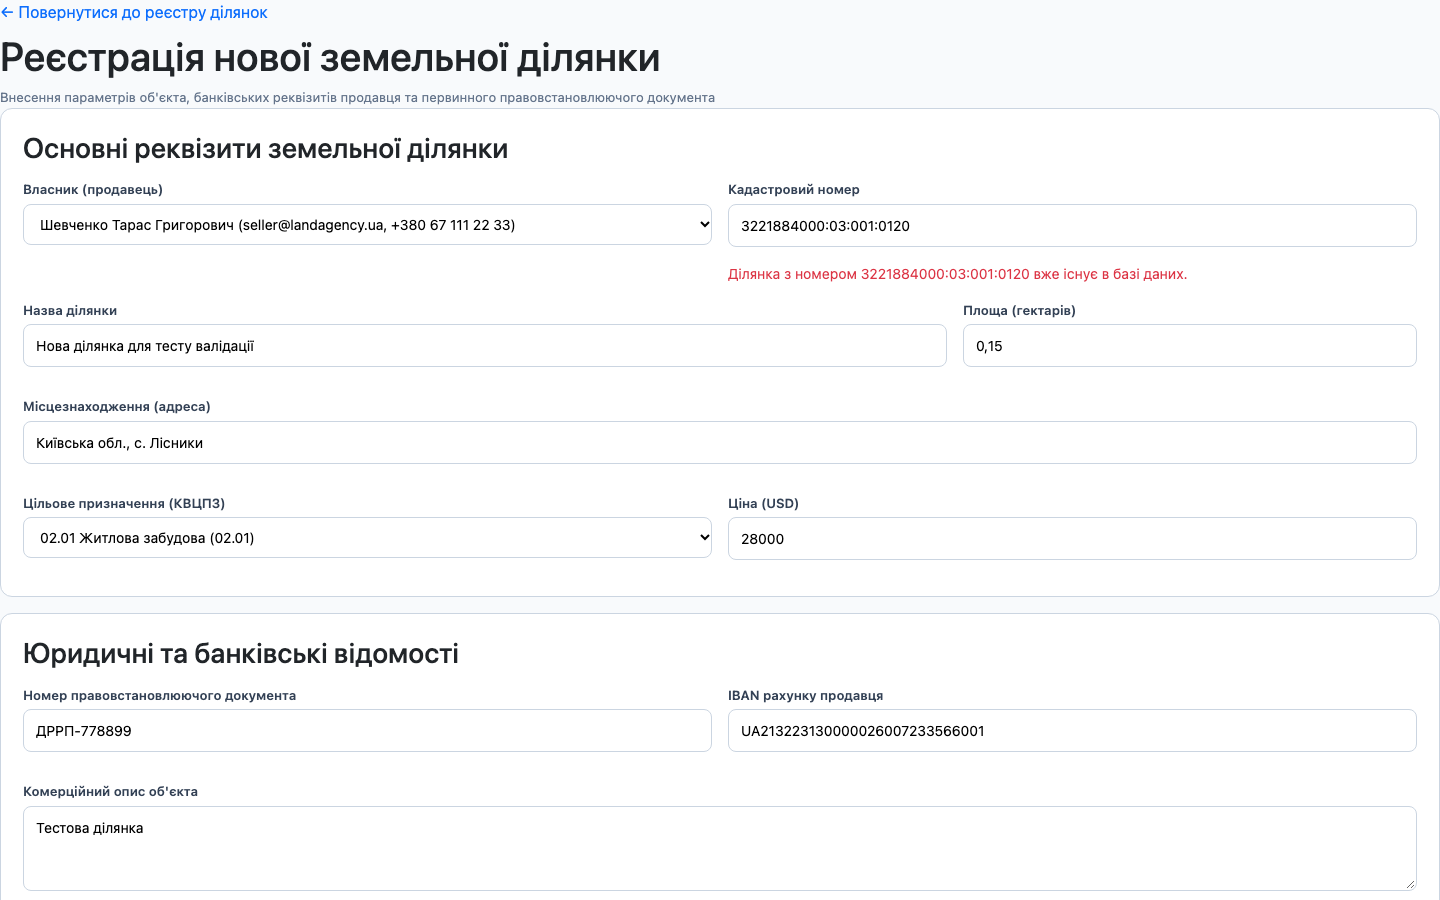 ← Повернутися до реєстру ділянок
Реєстрація нової земельної ділянки
Внесення параметрів об'єкта, банківських реквізитів продавця та первинного правовстановлюючого документа
Основні реквізити земельної ділянки
Власник (продавець)
Шевченко Тарас Григорович (seller@landagency.ua, +380 67 111 22 33)
Кадастровий номер
3221884000:03:001:0120
Ділянка з номером 3221884000:03:001:0120 вже існує в базі даних.
Назва ділянки
Нова ділянка для тесту валідації
Площа (гектарів)
0,15
Місцезнаходження (адреса)
Київська обл., с. Лісники
Цільове призначення (КВЦПЗ)
02.01 Житлова забудова (02.01)
Ціна (USD)
28000
Юридичні та банківські відомості
Номер правовстановлюючого документа
ДРРП-778899
IBAN рахунку продавця
UA213223130000026007233566001
Комерційний опис об'єкта
Тестова ділянка